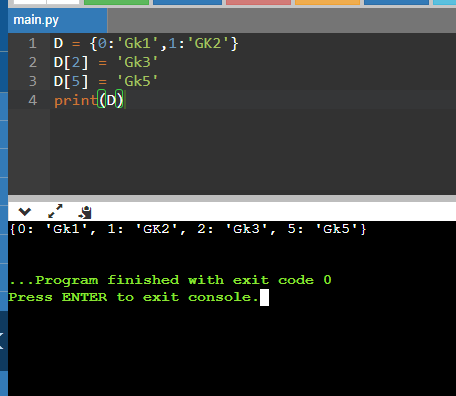 main.py
1 D = {0:'Gk1',1:'GK2'}
2 D[2] = 'Gk3'
3 D[5] = 'Gk5'
4 print(D)
{0: 'Gk1', 1: 'GK2', 2: 'Gk3', 5: 'Gk5'}
...Program finished with exit code 0
Press ENTER to exit console.